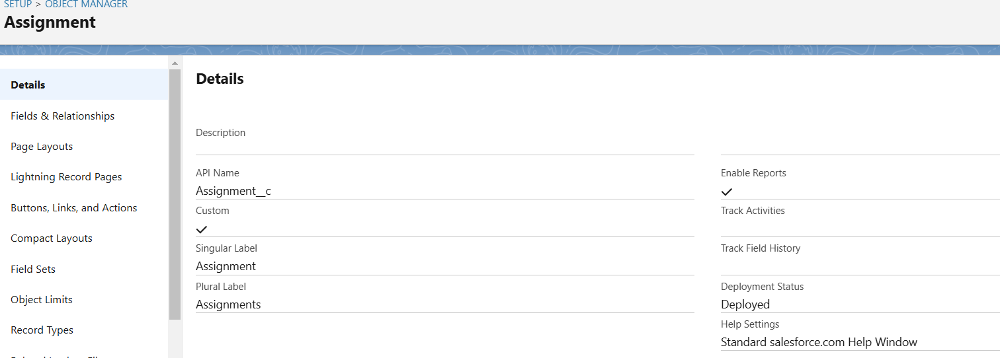 SETUP > OBJECT MANAGER
Assignment
Details
Fields & Relationships
Page Layouts
Lightning Record Pages
Buttons, Links, and Actions
Compact Layouts
Field Sets
Object Limits
Record Types
Details
Description
API Name
Assignment__c
Custom
Singular Label
Assignment
Plural Label
Assignments
Enable Reports
Track Activities
Track Field History
Deployment Status
Deployed
Help Settings
Standard salesforce.com Help Window